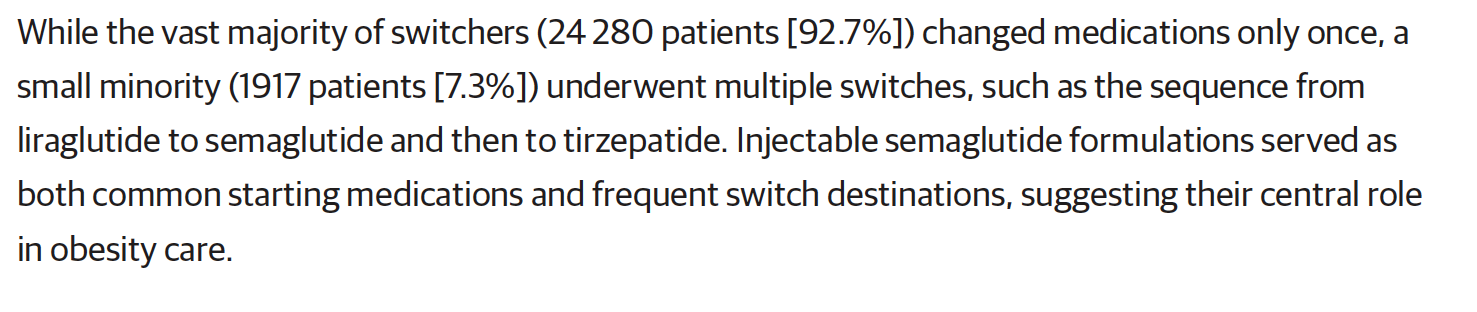 While the vast majority of switchers (24 280 patients [92.7%]) changed medications only once, a
small minority (1917 patients [7.3%]) underwent multiple switches, such as the sequence from
liraglutide to semaglutide and then to tirzepatide. Injectable semaglutide formulations served as
both common starting medications and frequent switch destinations, suggesting their central role
in obesity care.